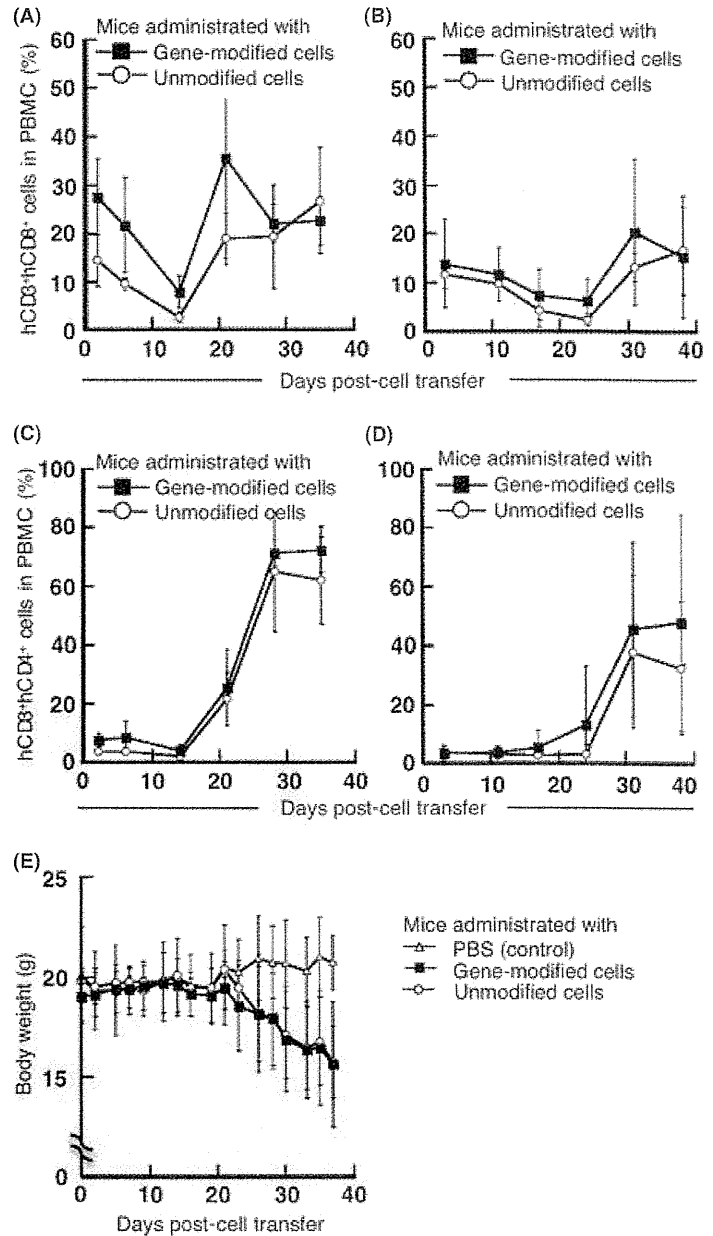 (A) Mice administrated with
Gene-modified cells
Unmodified cells
hCD3+hCD8+ cells in PBMC (%)
60
50
40
30
20
10
0
0 10 20 30 40
(B) Mice administrated with
Gene-modified cells
Unmodified cells
60
50
40
30
20
10
0
0 10 20 30 40
Days post-cell transfer
(C) Mice administrated with
Gene-modified cells
Unmodified cells
hCD3+hCD4+ cells in PBMC (%)
100
80
60
40
20
0
0 10 20 30 40
(D) Mice administrated with
Gene-modified cells
Unmodified cells
100
80
60
40
20
0
0 10 20 30 40
Days post-cell transfer
(E)
Body weight (g)
25
20
15
0
0 10 20 30 40
Days post-cell transfer
Mice administrated with
PBS (control)
Gene-modified cells
Unmodified cells